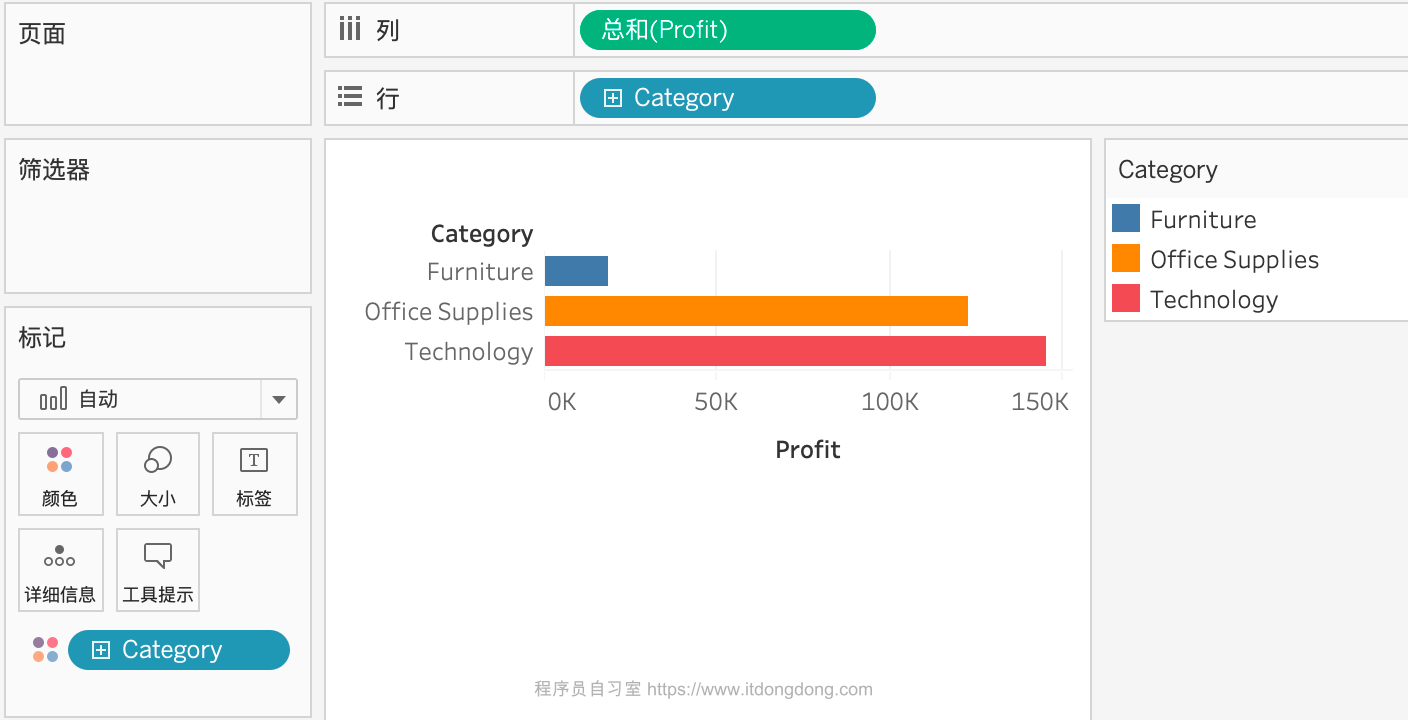 页面
列
总和(Profit)
行
Category
筛选器
标记
自动
颜色
大小
标签
详细信息
工具提示
Category
Category
Furniture
Office Supplies
Technology
0K
50K
100K
150K
Profit
Category
Furniture
Office Supplies
Technology
程序员自习室 https://www.itdongdong.com